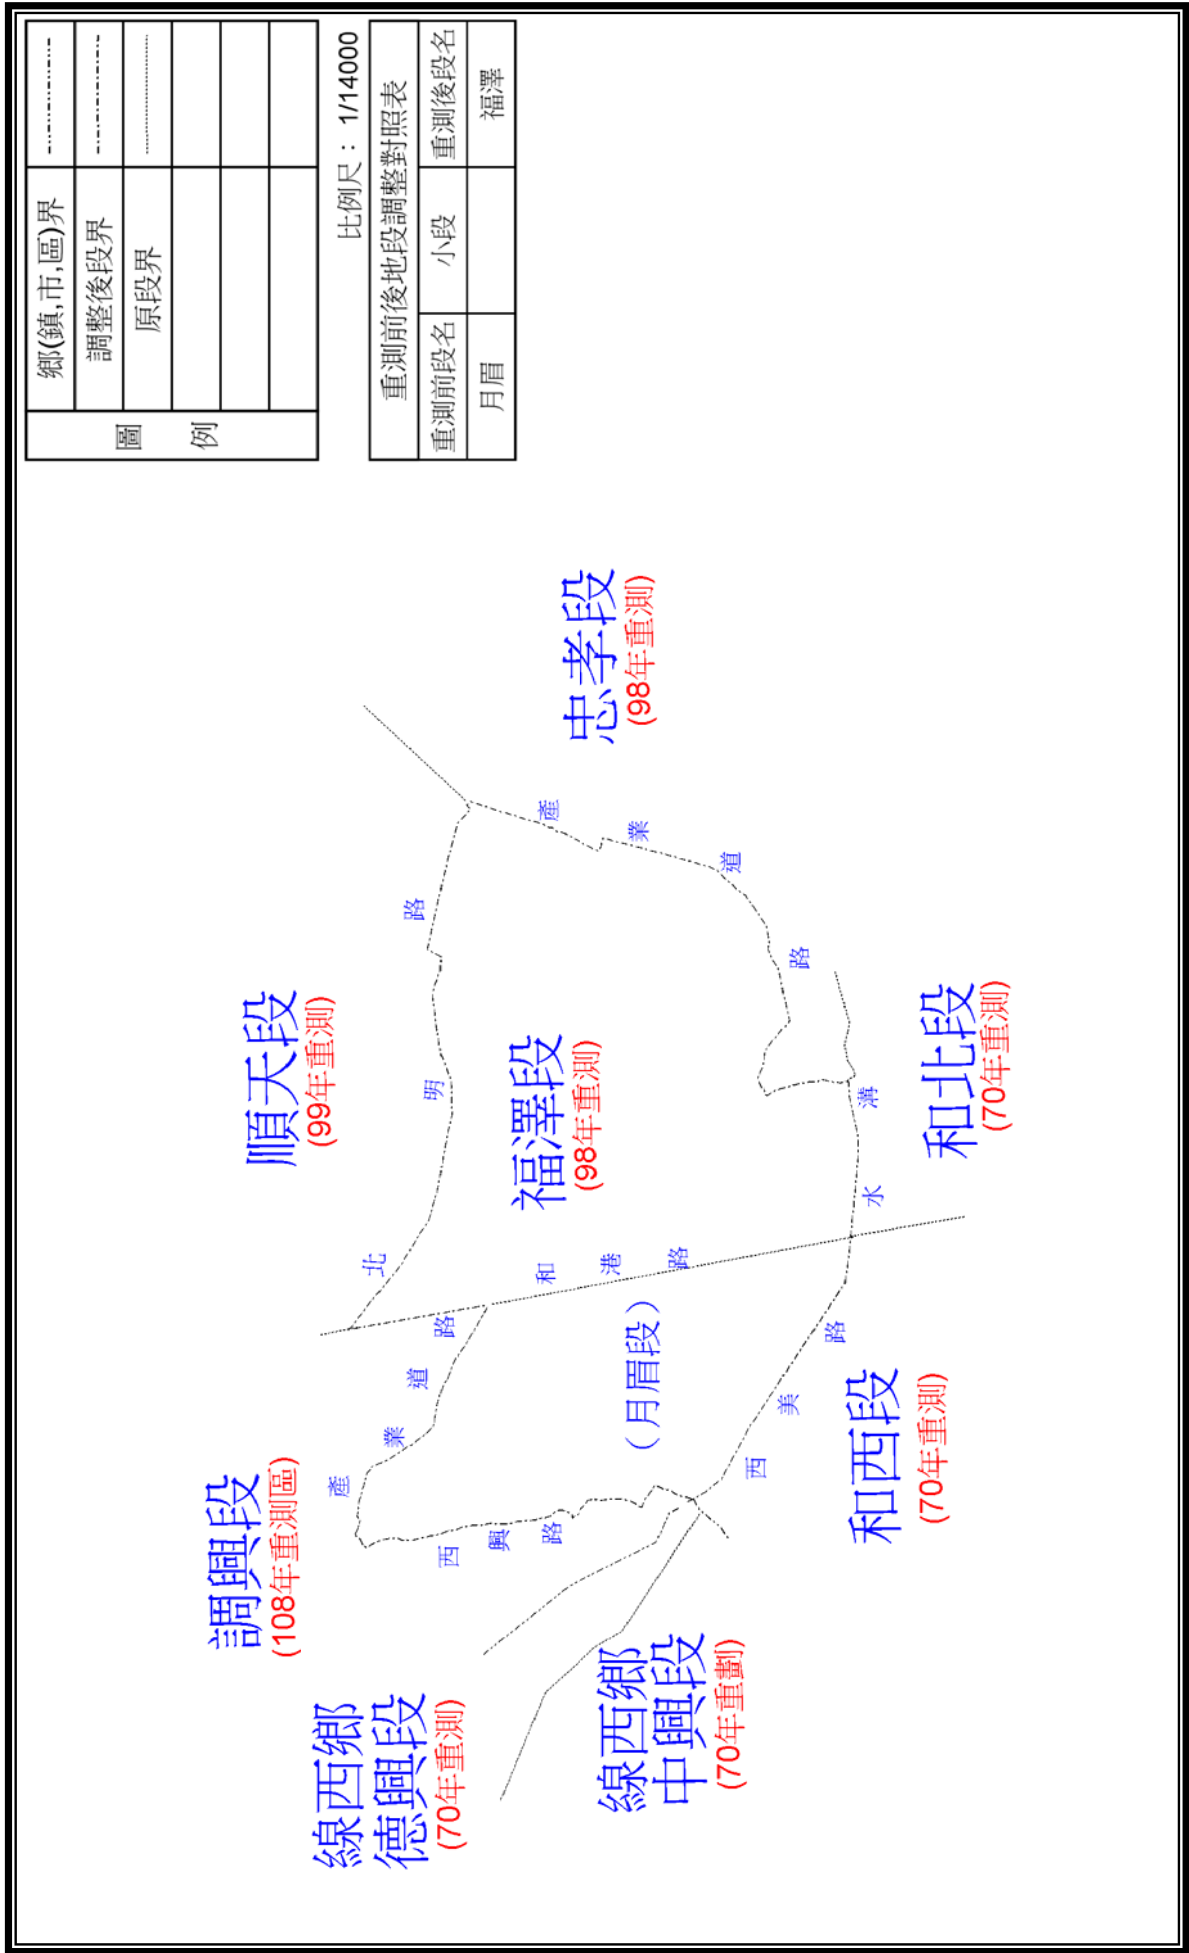 圖例
鄉(鎮,市,區)界
調整後段界
原段界
比例尺：1/14000
重測前後地段調整對照表
重測前段名 小段 重測後段名
月眉 福澤
調興段
(108年重測區)
順天段
(99年重測)
線西鄉
德興段
(70年重測)
產業道路
北明路
西興路
福澤段
(98年重測)
和港路
忠孝段
(98年重測)
產業道路
(月眉段)
線西鄉
中興段
(70年重劃)
西美路
水溝
和西段
(70年重測)
和北段
(70年重測)